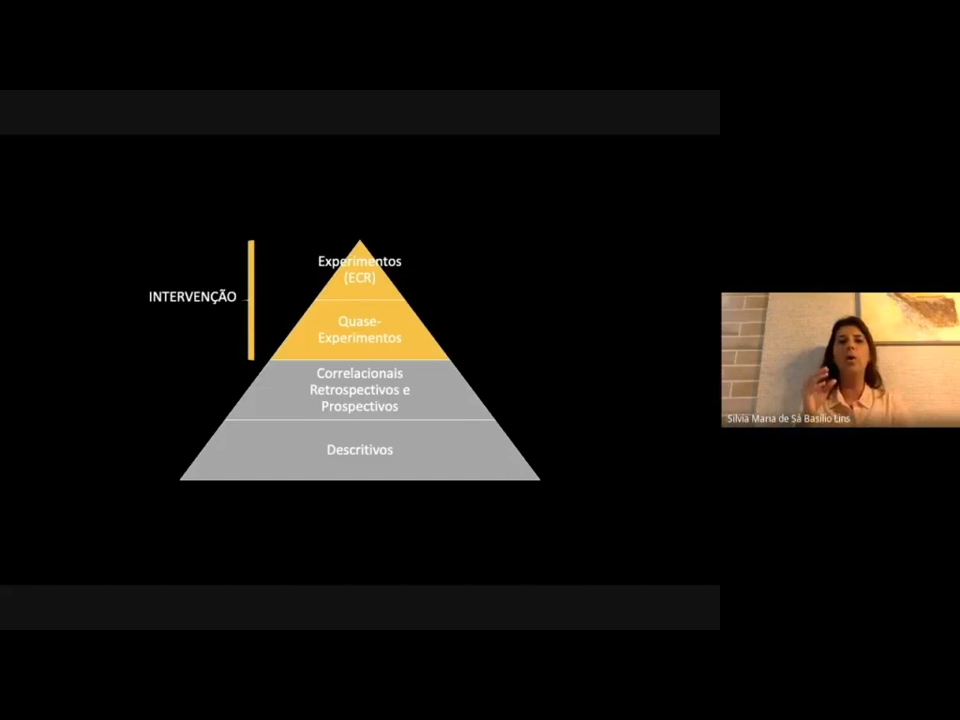 INTERVENÇÃO
Experimentos
(ECR)
Quase-
Experimentos
Correlacionais
Retrospectivos e
Prospectivos
Descritivos
Silvia Maria de Sá Basilio Lins